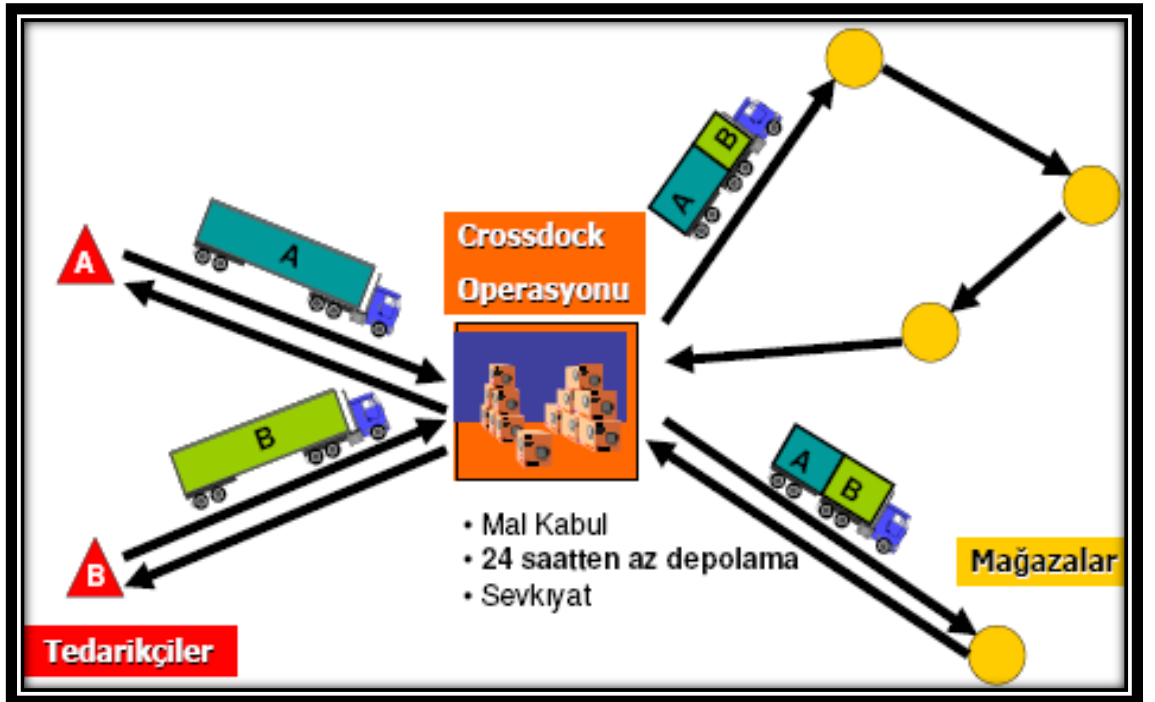 A
A
Crossdock
Operasyonu
A
B
B
B
Tedarikçiler
• Mal Kabul
• 24 saatten az depolama
• Sevkıyat
A
B
Mağazalar